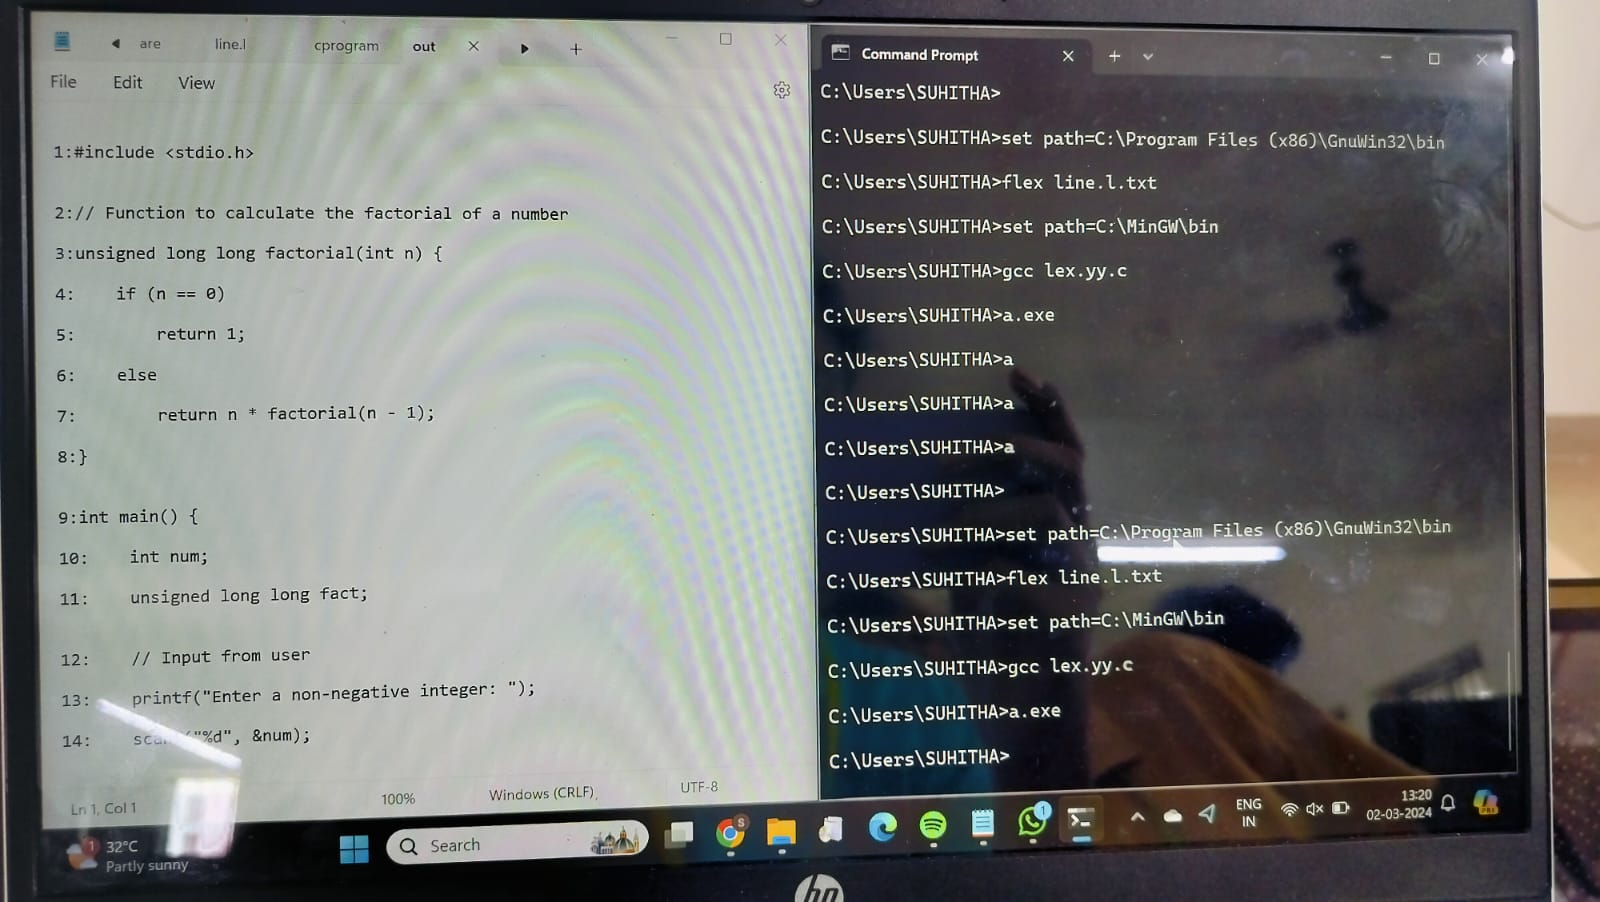 are line.l cprogram out
File Edit View
1:#include <stdio.h>
2:// Function to calculate the factorial of a number
3:unsigned long long factorial(int n) {
4:    if (n == 0)
5:        return 1;
6:    else
7:        return n * factorial(n - 1);
8:}
9:int main() {
10:    int num;
11:    unsigned long long fact;
12:    // Input from user
13:    printf("Enter a non-negative integer: ");
14:    "%d", &num);
Ln 1, Col 1 100% Windows (CRLF) UTF-8
Command Prompt
C:\Users\SUHITHA>
C:\Users\SUHITHA>set path=C:\Program Files (x86)\GnuWin32\bin
C:\Users\SUHITHA>flex line.l.txt
C:\Users\SUHITHA>set path=C:\MinGW\bin
C:\Users\SUHITHA>gcc lex.yy.c
C:\Users\SUHITHA>a.exe
C:\Users\SUHITHA>a
C:\Users\SUHITHA>a
C:\Users\SUHITHA>a
C:\Users\SUHITHA>
C:\Users\SUHITHA>set path=C:\Program Files (x86)\GnuWin32\bin
C:\Users\SUHITHA>flex line.l.txt
C:\Users\SUHITHA>set path=C:\MinGW\bin
C:\Users\SUHITHA>gcc lex.yy.c
C:\Users\SUHITHA>a.exe
C:\Users\SUHITHA>
1 32°C
Partly sunny
Search
S
1
ENG
IN
13:20
02-03-2024
PRE
hp